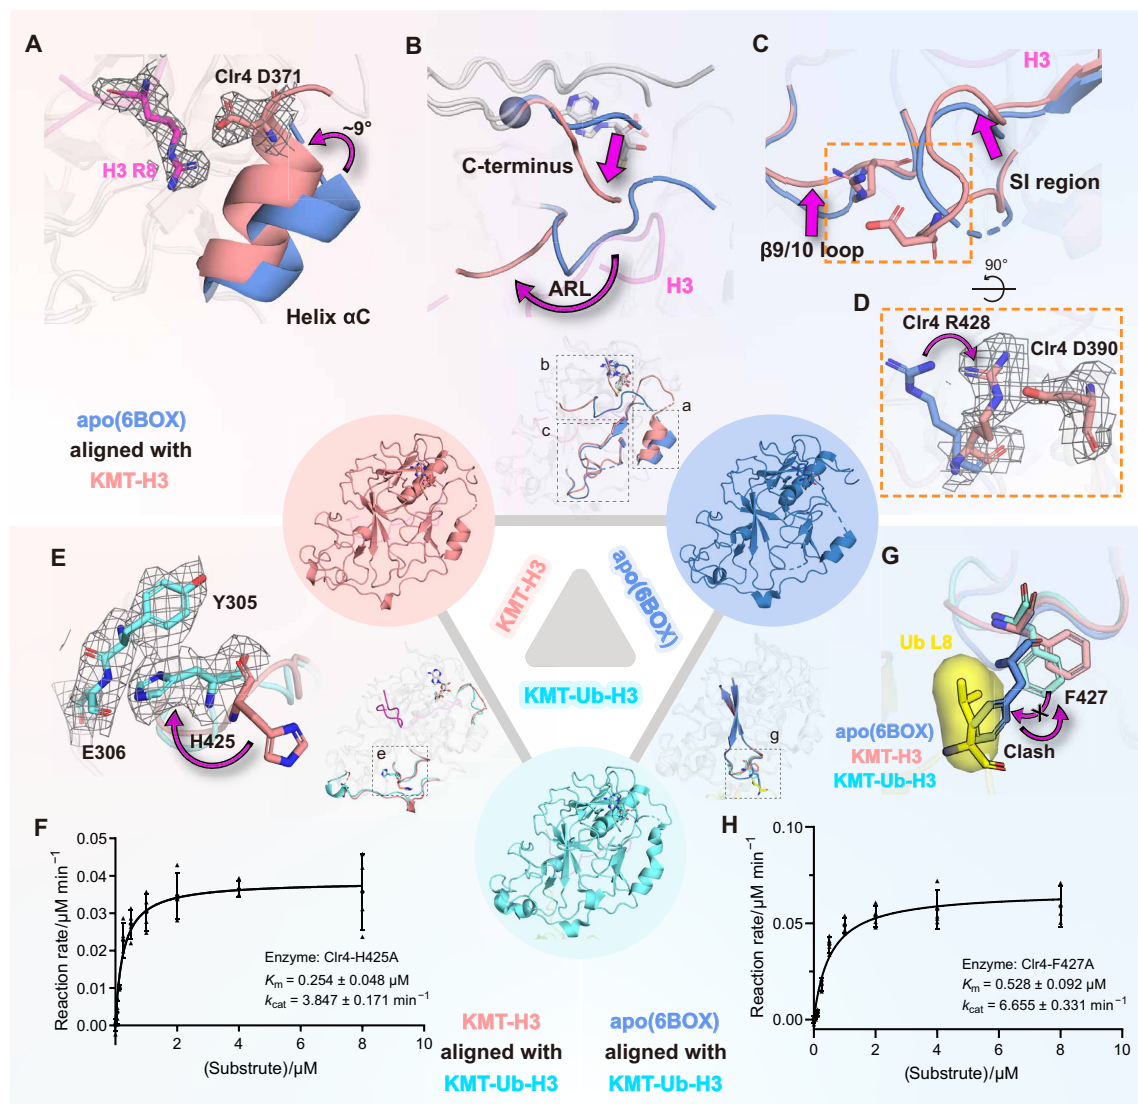 A
Clr4 D371
~9°
H3 R8
Helix αC
B
C-terminus
ARL
H3
C
H3
SI region
β9/10 loop
90°
D
Clr4 R428
Clr4 D390
apo(6BOX)
aligned with
KMT-H3
b
a
c
KMT-H3
apo(6BOX)
KMT-Ub-H3
E
Y305
E306
H425
e
g
G
Ub L8
F427
Clash
apo(6BOX)
KMT-H3
KMT-Ub-H3
F
Reaction rate/µM min⁻¹
0.05
0.04
0.03
0.02
0.01
0.00
0 2 4 6 8 10
(Substrute)/µM
Enzyme: Clr4-H425A
Km = 0.254 ± 0.048 µM
kcat = 3.847 ± 0.171 min⁻¹
H
Reaction rate/µM min⁻¹
0.10
0.05
0.00
0 2 4 6 8 10
(Substrute)/µM
Enzyme: Clr4-F427A
Km = 0.528 ± 0.092 µM
kcat = 6.655 ± 0.331 min⁻¹
KMT-H3
aligned with
KMT-Ub-H3
apo(6BOX)
aligned with
KMT-Ub-H3